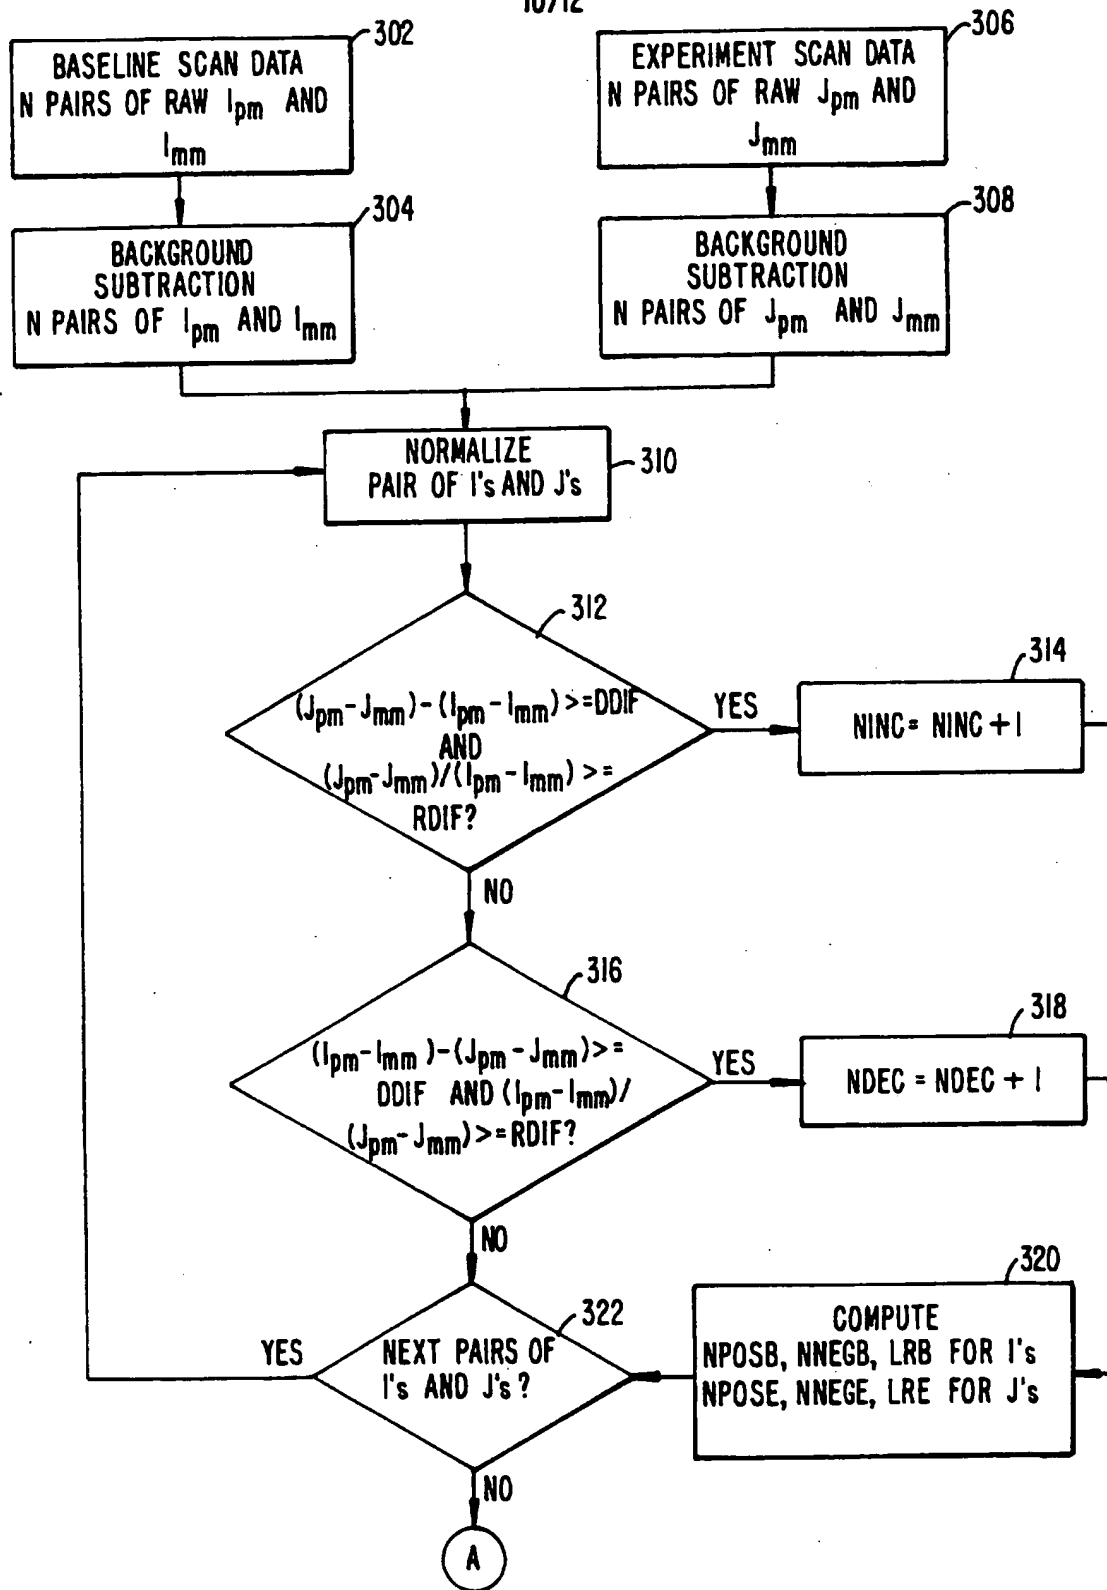 10/12
302
BASELINE SCAN DATA
N PAIRS OF RAW Ipm AND
Imm
306
EXPERIMENT SCAN DATA
N PAIRS OF RAW Jpm AND
Jmm
304
BACKGROUND
SUBTRACTION
N PAIRS OF Ipm AND Imm
308
BACKGROUND
SUBTRACTION
N PAIRS OF Jpm AND Jmm
NORMALIZE
PAIR OF I's AND J's
310
312
(Jpm-Jmm)-(Ipm-Imm)>=DDIF
AND
(Jpm-Jmm)/(Ipm-Imm)>=
RDIF?
YES
314
NINC= NINC+1
NO
316
(Ipm-Imm)-(Jpm-Jmm)>=
DDIF AND (Ipm-Imm)/
(Jpm-Jmm)>=RDIF?
YES
318
NDEC = NDEC + 1
NO
322
NEXT PAIRS OF
I's AND J's?
YES
320
COMPUTE
NPOSB, NNEGB, LRB FOR I's
NPOSE, NNEGE, LRE FOR J's
NO
A